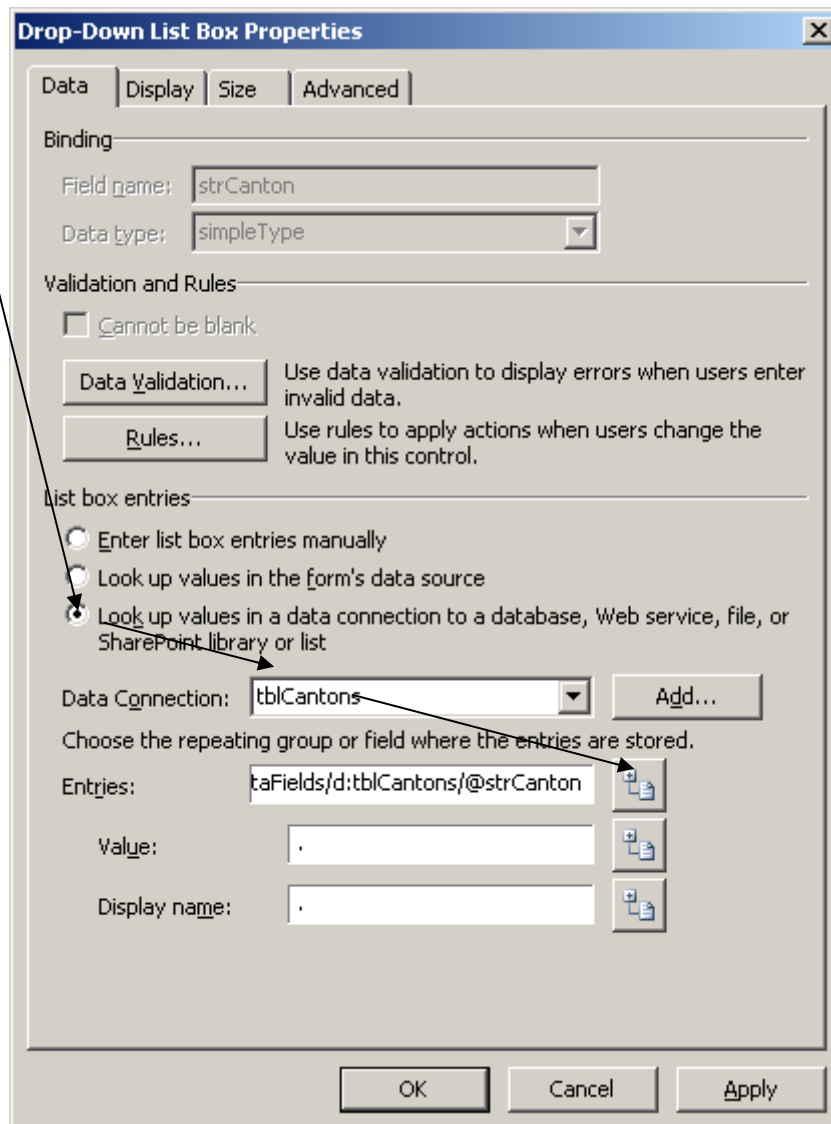 Drop-Down List Box Properties
Data Display Size Advanced
Binding
Field name: strCanton
Data type: simpleType
Validation and Rules
Cannot be blank
Data Validation... Use data validation to display errors when users enter
invalid data.
Rules... Use rules to apply actions when users change the
value in this control.
List box entries
Enter list box entries manually
Look up values in the form's data source
Look up values in a data connection to a database, Web service, file, or
SharePoint library or list
Data Connection: tblCantons Add...
Choose the repeating group or field where the entries are stored.
Entries: taFields/d:tblCantons/@strCanton
Value: .
Display name: .
OK Cancel Apply